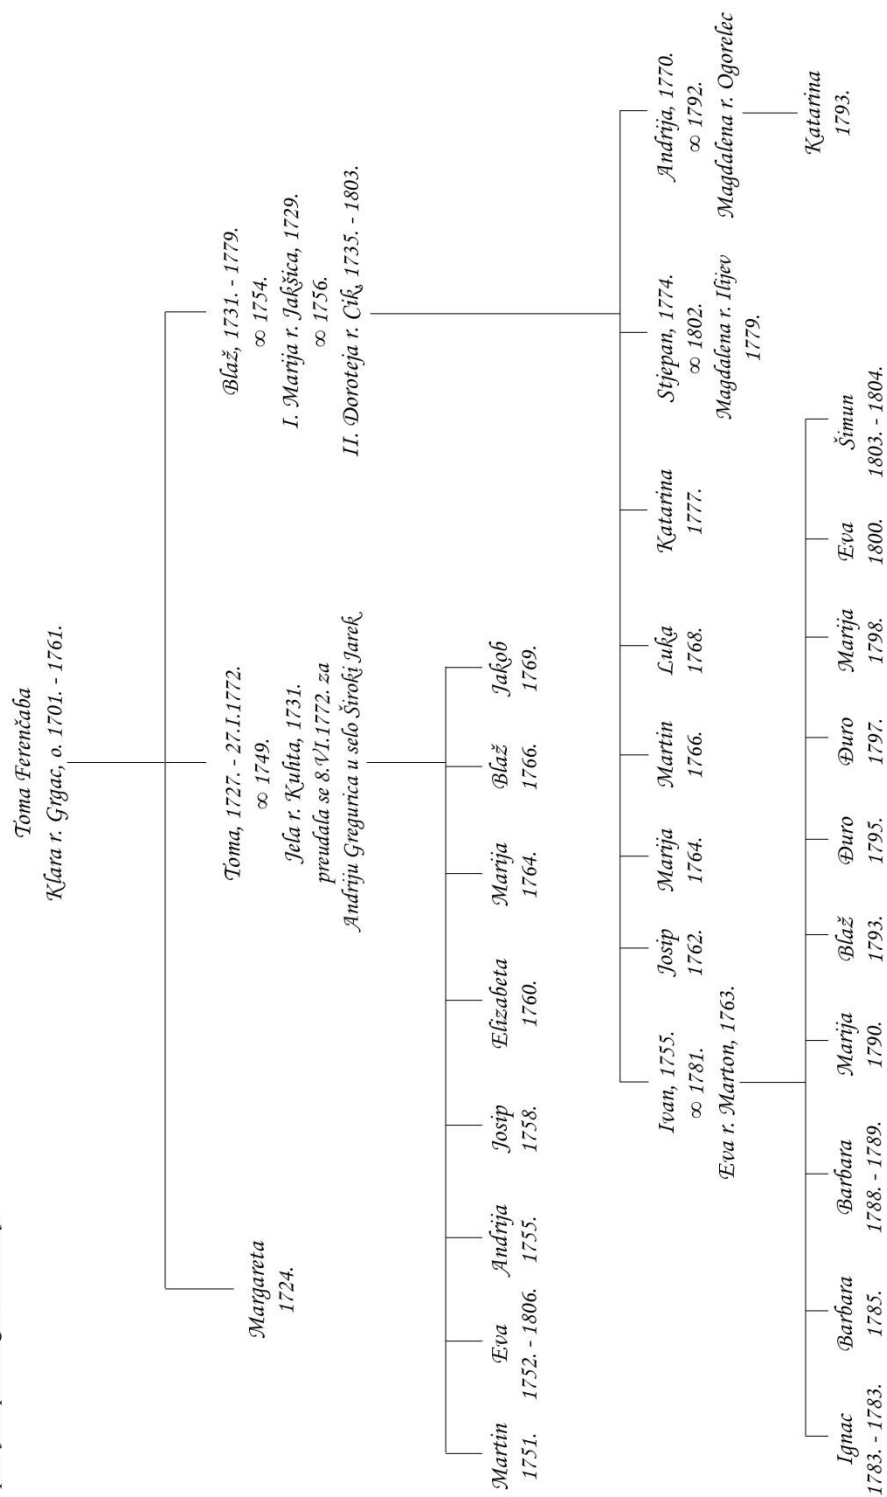 Toma Ferenčaba
Klara r. Grgac, o. 1701. - 1761.
Margareta
1724.
Toma, 1727. - 27.I.1772.
∞ 1749.
Jela r. Kuhta, 1731.
preudala se 8.VI.1772. za
Andriju Gregurica u selo Široki Jarek
Blaž, 1731. - 1779.
∞ 1754.
I. Marija r. Jakšica, 1729.
∞ 1756.
II. Doroteja r. Cik, 1735. - 1803.
Martin
1751.
Eva
1752. - 1806.
Andrija
1755.
Josip
1758.
Elizabeta
1760.
Marija
1764.
Blaž
1766.
Jakob
1769.
Ivan, 1755.
∞ 1781.
Eva r. Marton, 1763.
Josip
1762.
Marija
1764.
Martin
1766.
Luka
1768.
Katarina
1777.
Stjepan, 1774.
∞ 1802.
Magdalena r. Ilijev
1779.
Andrija, 1770.
∞ 1792.
Magdalena r. Ogorelec
Ignac
1783. - 1783.
Barbara
1785.
Barbara
1788. - 1789.
Marija
1790.
Blaž
1793.
Đuro
1795.
Đuro
1797.
Marija
1798.
Eva
1800.
Šimun
1803. - 1804.
Katarina
1793.